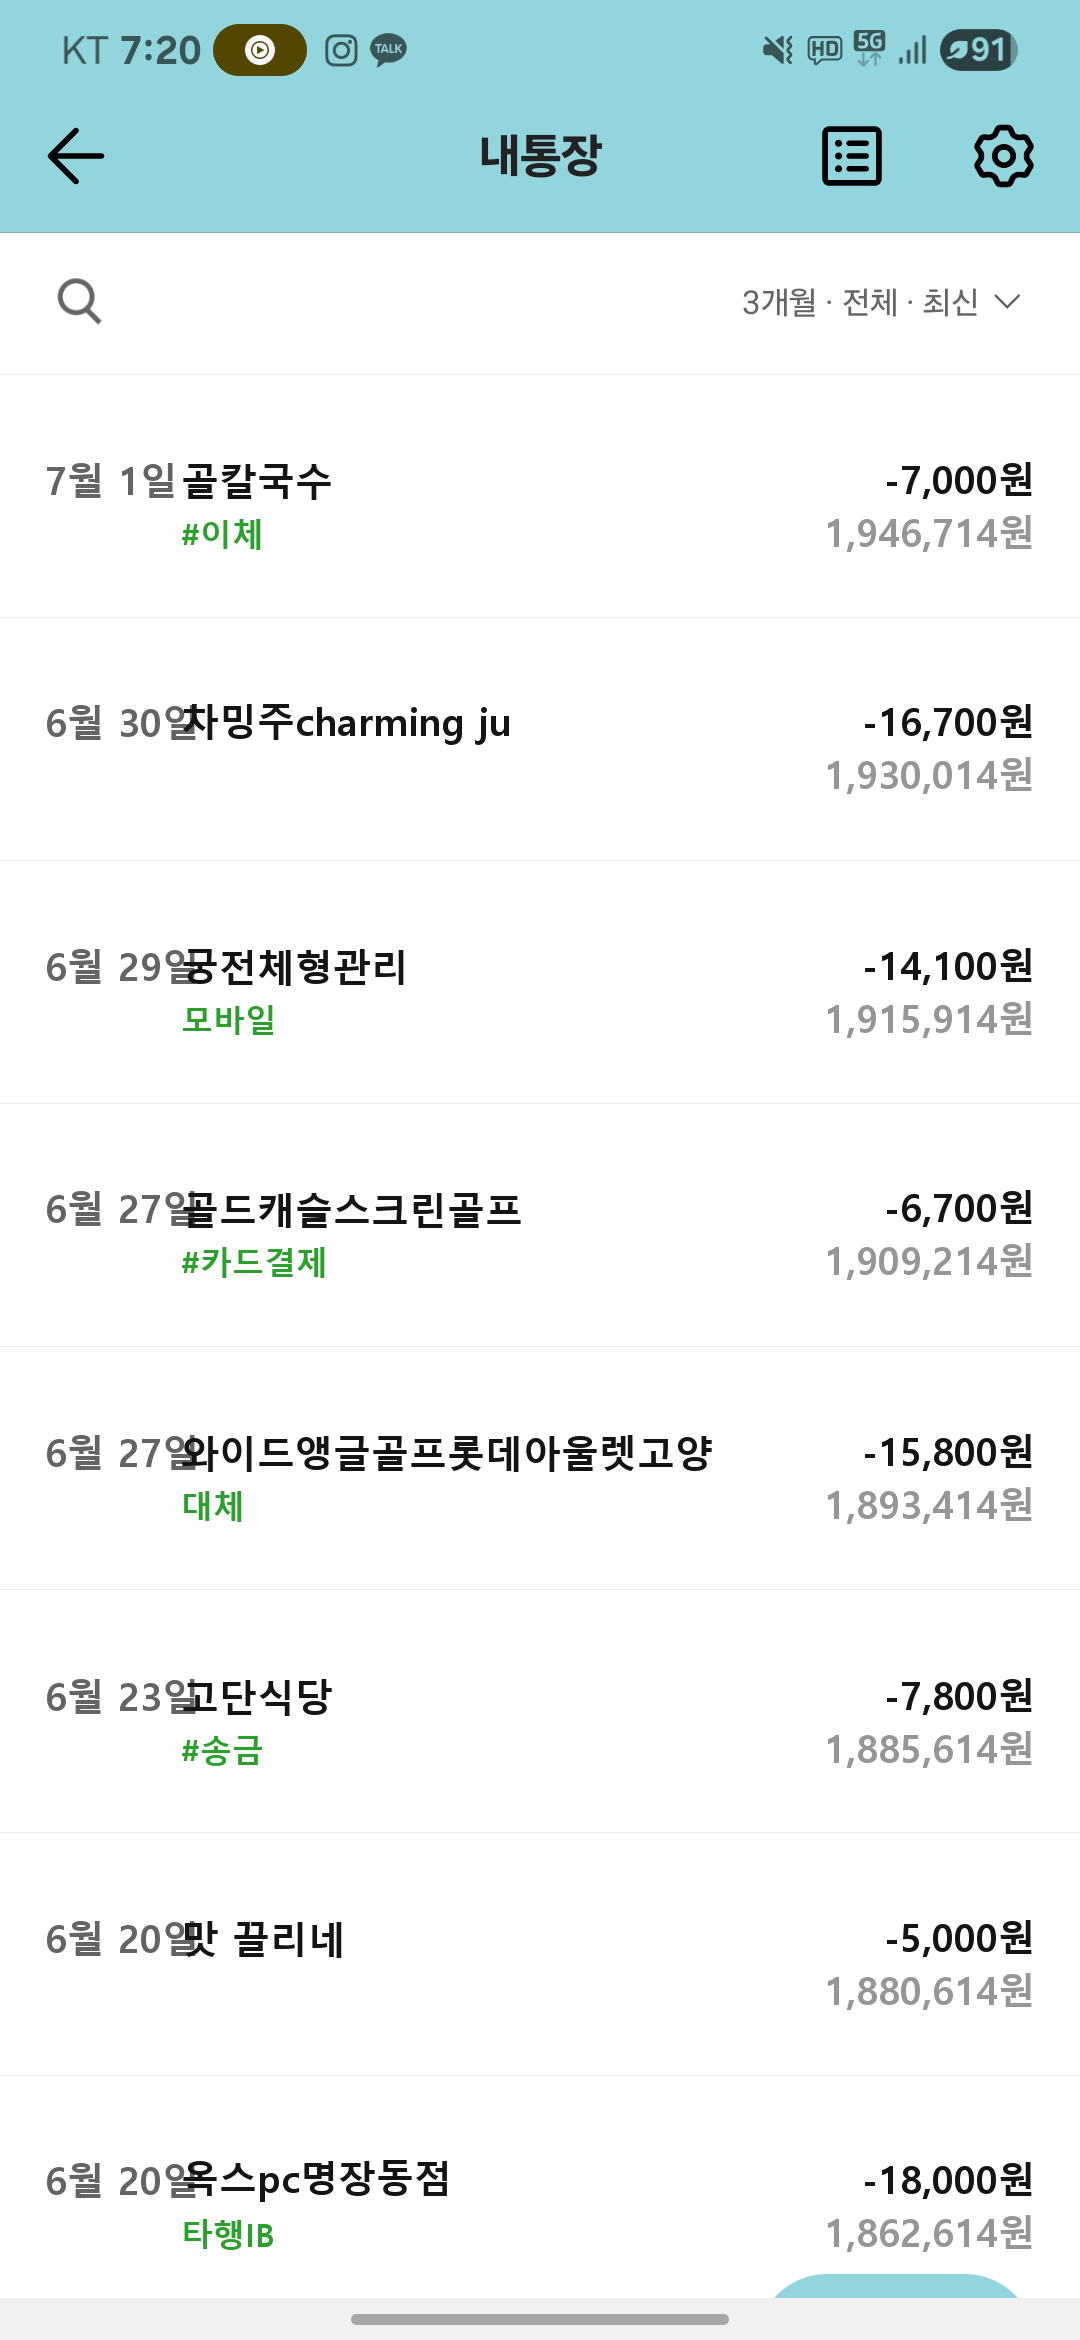 KT 7:20 TALK HD 5G 91
내통장
3개월 · 전체 · 최신
7월 1일 골칼국수 -7,000원
#이체 1,946,714원
6월 30일 차밍주charming ju -16,700원
1,930,014원
6월 29일 궁전체형관리 -14,100원
모바일 1,915,914원
6월 27일 골드캐슬스크린골프 -6,700원
#카드결제 1,909,214원
6월 27일 와이드앵글골프롯데아울렛고양 -15,800원
대체 1,893,414원
6월 23일 고단식당 -7,800원
#송금 1,885,614원
6월 20일 맛 끌리네 -5,000원
1,880,614원
6월 20일 옥스pc명장동점 -18,000원
타행IB 1,862,614원